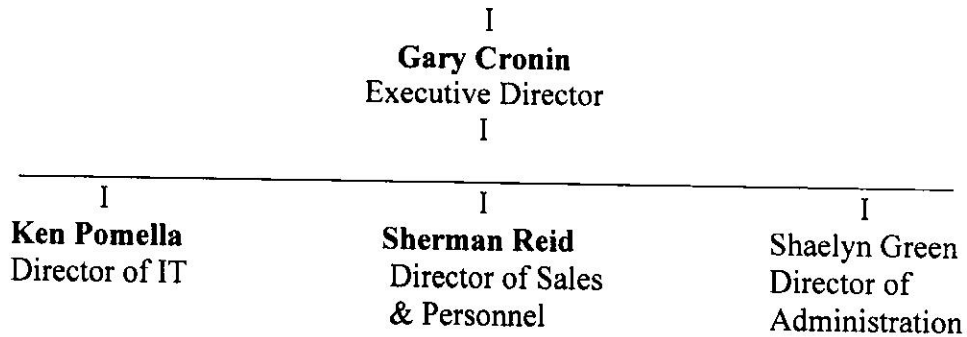 I
Gary Cronin
Executive Director
I
I
Ken Pomella
Director of IT
I
Sherman Reid
Director of Sales
& Personnel
I
Shaelyn Green
Director of
Administration